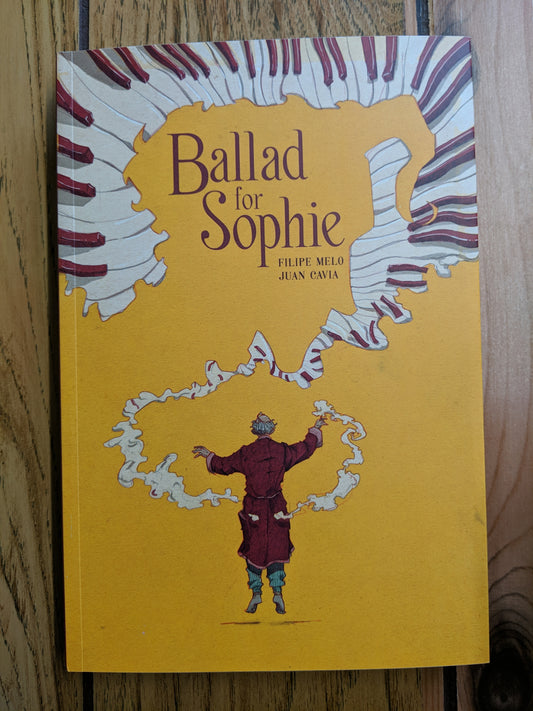 Ballad
for
Sophie
FILIPE MELO
JUAN CAVIA